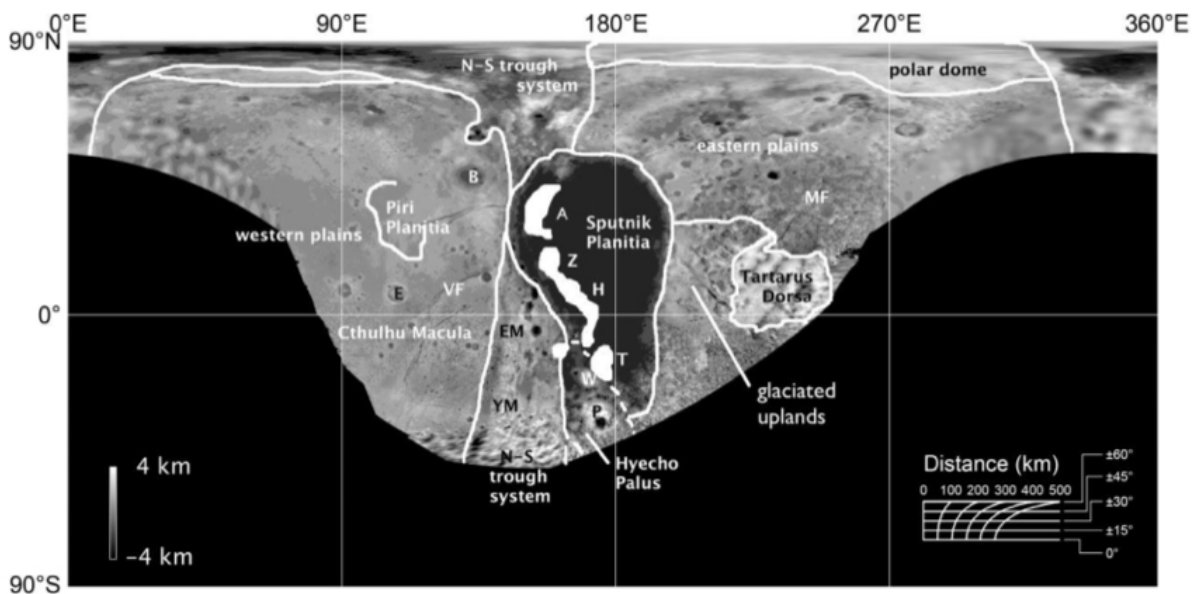 0°E 90°E 180°E 270°E 360°E
90°N
N-S trough
system
polar dome
eastern plains
B
MF
A
Piri
Planitia
Sputnik
Planitia
western plains
Z
Tartarus
Dorsa
E
VF
H
0°
Cthulhu Macula
EM
T
W
glaciated
uplands
YM
P
N-S
trough
system
Hyecho
Palus
4 km
-4 km
Distance (km)
0 100 200 300 400 500
±60°
±45°
±30°
±15°
0°
90°S